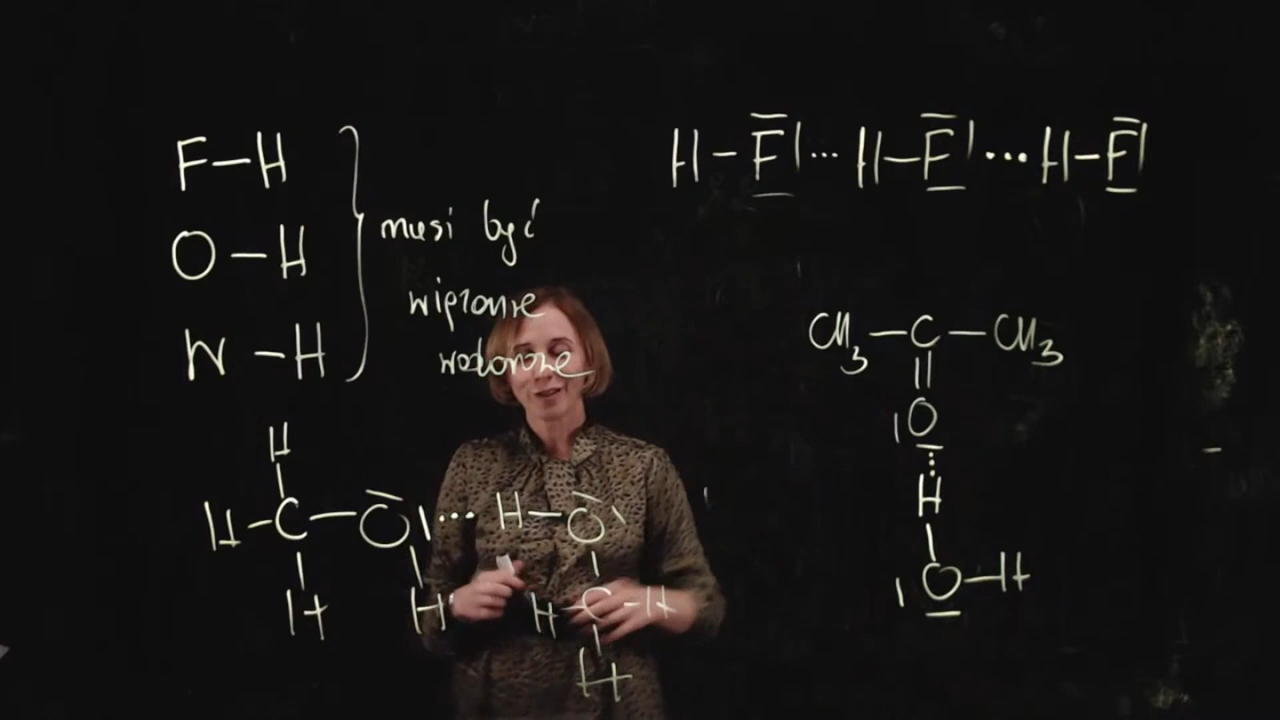 F–H
O–H
N–H
musi być
wiązanie
wodorowe
H–F̅|···H–F̅|···H–F̅|
CH₃–C–CH₃
||
|O
H
|O–H
H
H–C–O̅|···H–O̅|
H H H–C–H
H